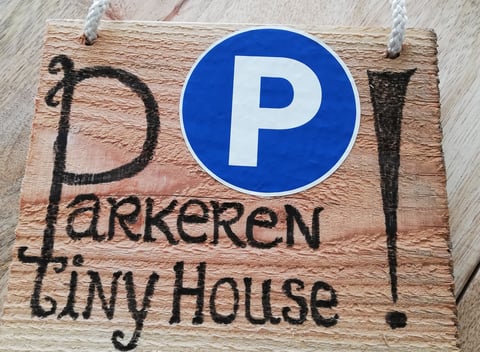 P
Parkeren !
tiny House